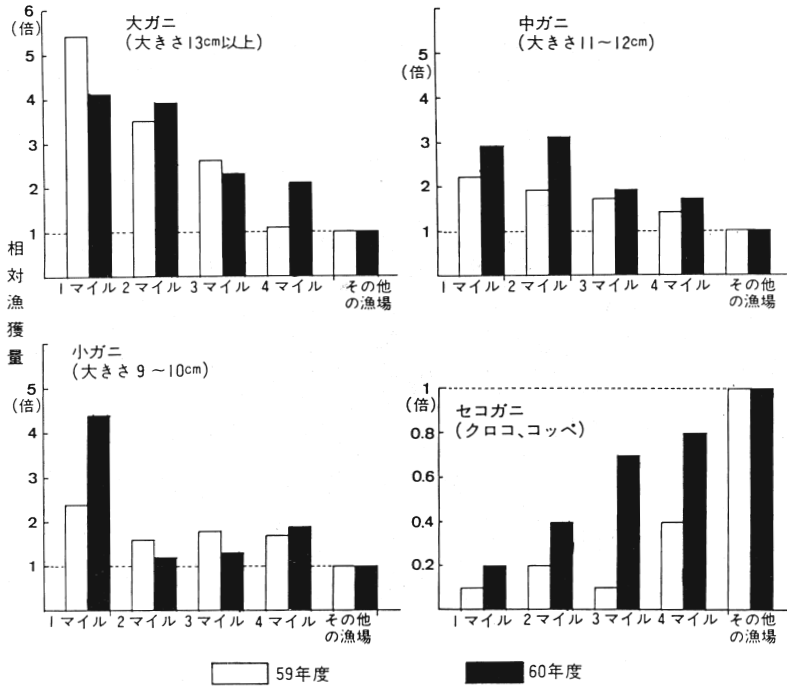 大ガニ
(大きさ13cm以上)
6
(倍)
5
4
3
2
1
1マイル 2マイル 3マイル 4マイル その他
の漁場
中ガニ
(大きさ11～12cm)
5
(倍)
4
3
2
1
1マイル 2マイル 3マイル 4マイル その他
の漁場
相対漁獲量
小ガニ
(大きさ9～10cm)
5
(倍)
4
3
2
1
1マイル 2マイル 3マイル 4マイル その他
の漁場
セコガニ
(クロコ、コッペ)
1
(倍)
0.8
0.6
0.4
0.2
1マイル 2マイル 3マイル 4マイル その他
の漁場
59年度 60年度